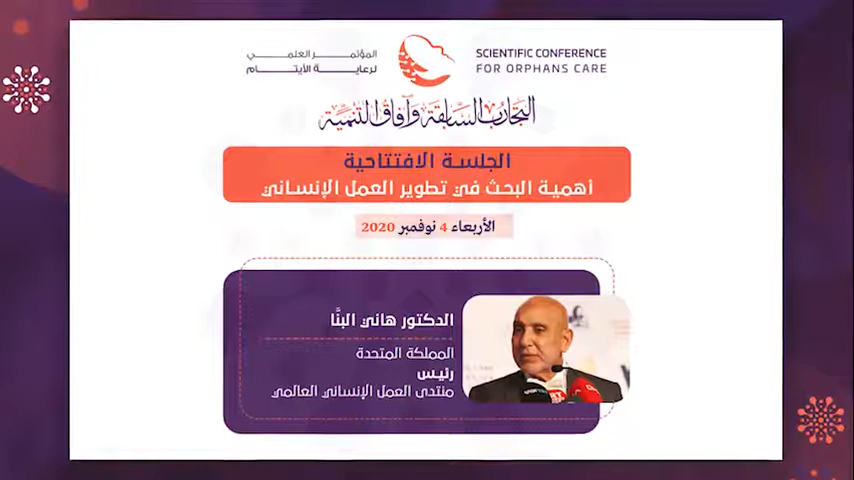 المؤتمر العلمي
لرعاية الأيتام
SCIENTIFIC CONFERENCE
FOR ORPHANS CARE
التجارب السابقة وآفاق التنمية
الجلسة الافتتاحية
أهمية البحث في تطوير العمل الإنساني
الأربعاء 4 نوفمبر 2020
الدكتور هاني البنَّا
المملكة المتحدة
رئيس
منتدى العمل الإنساني العالمي